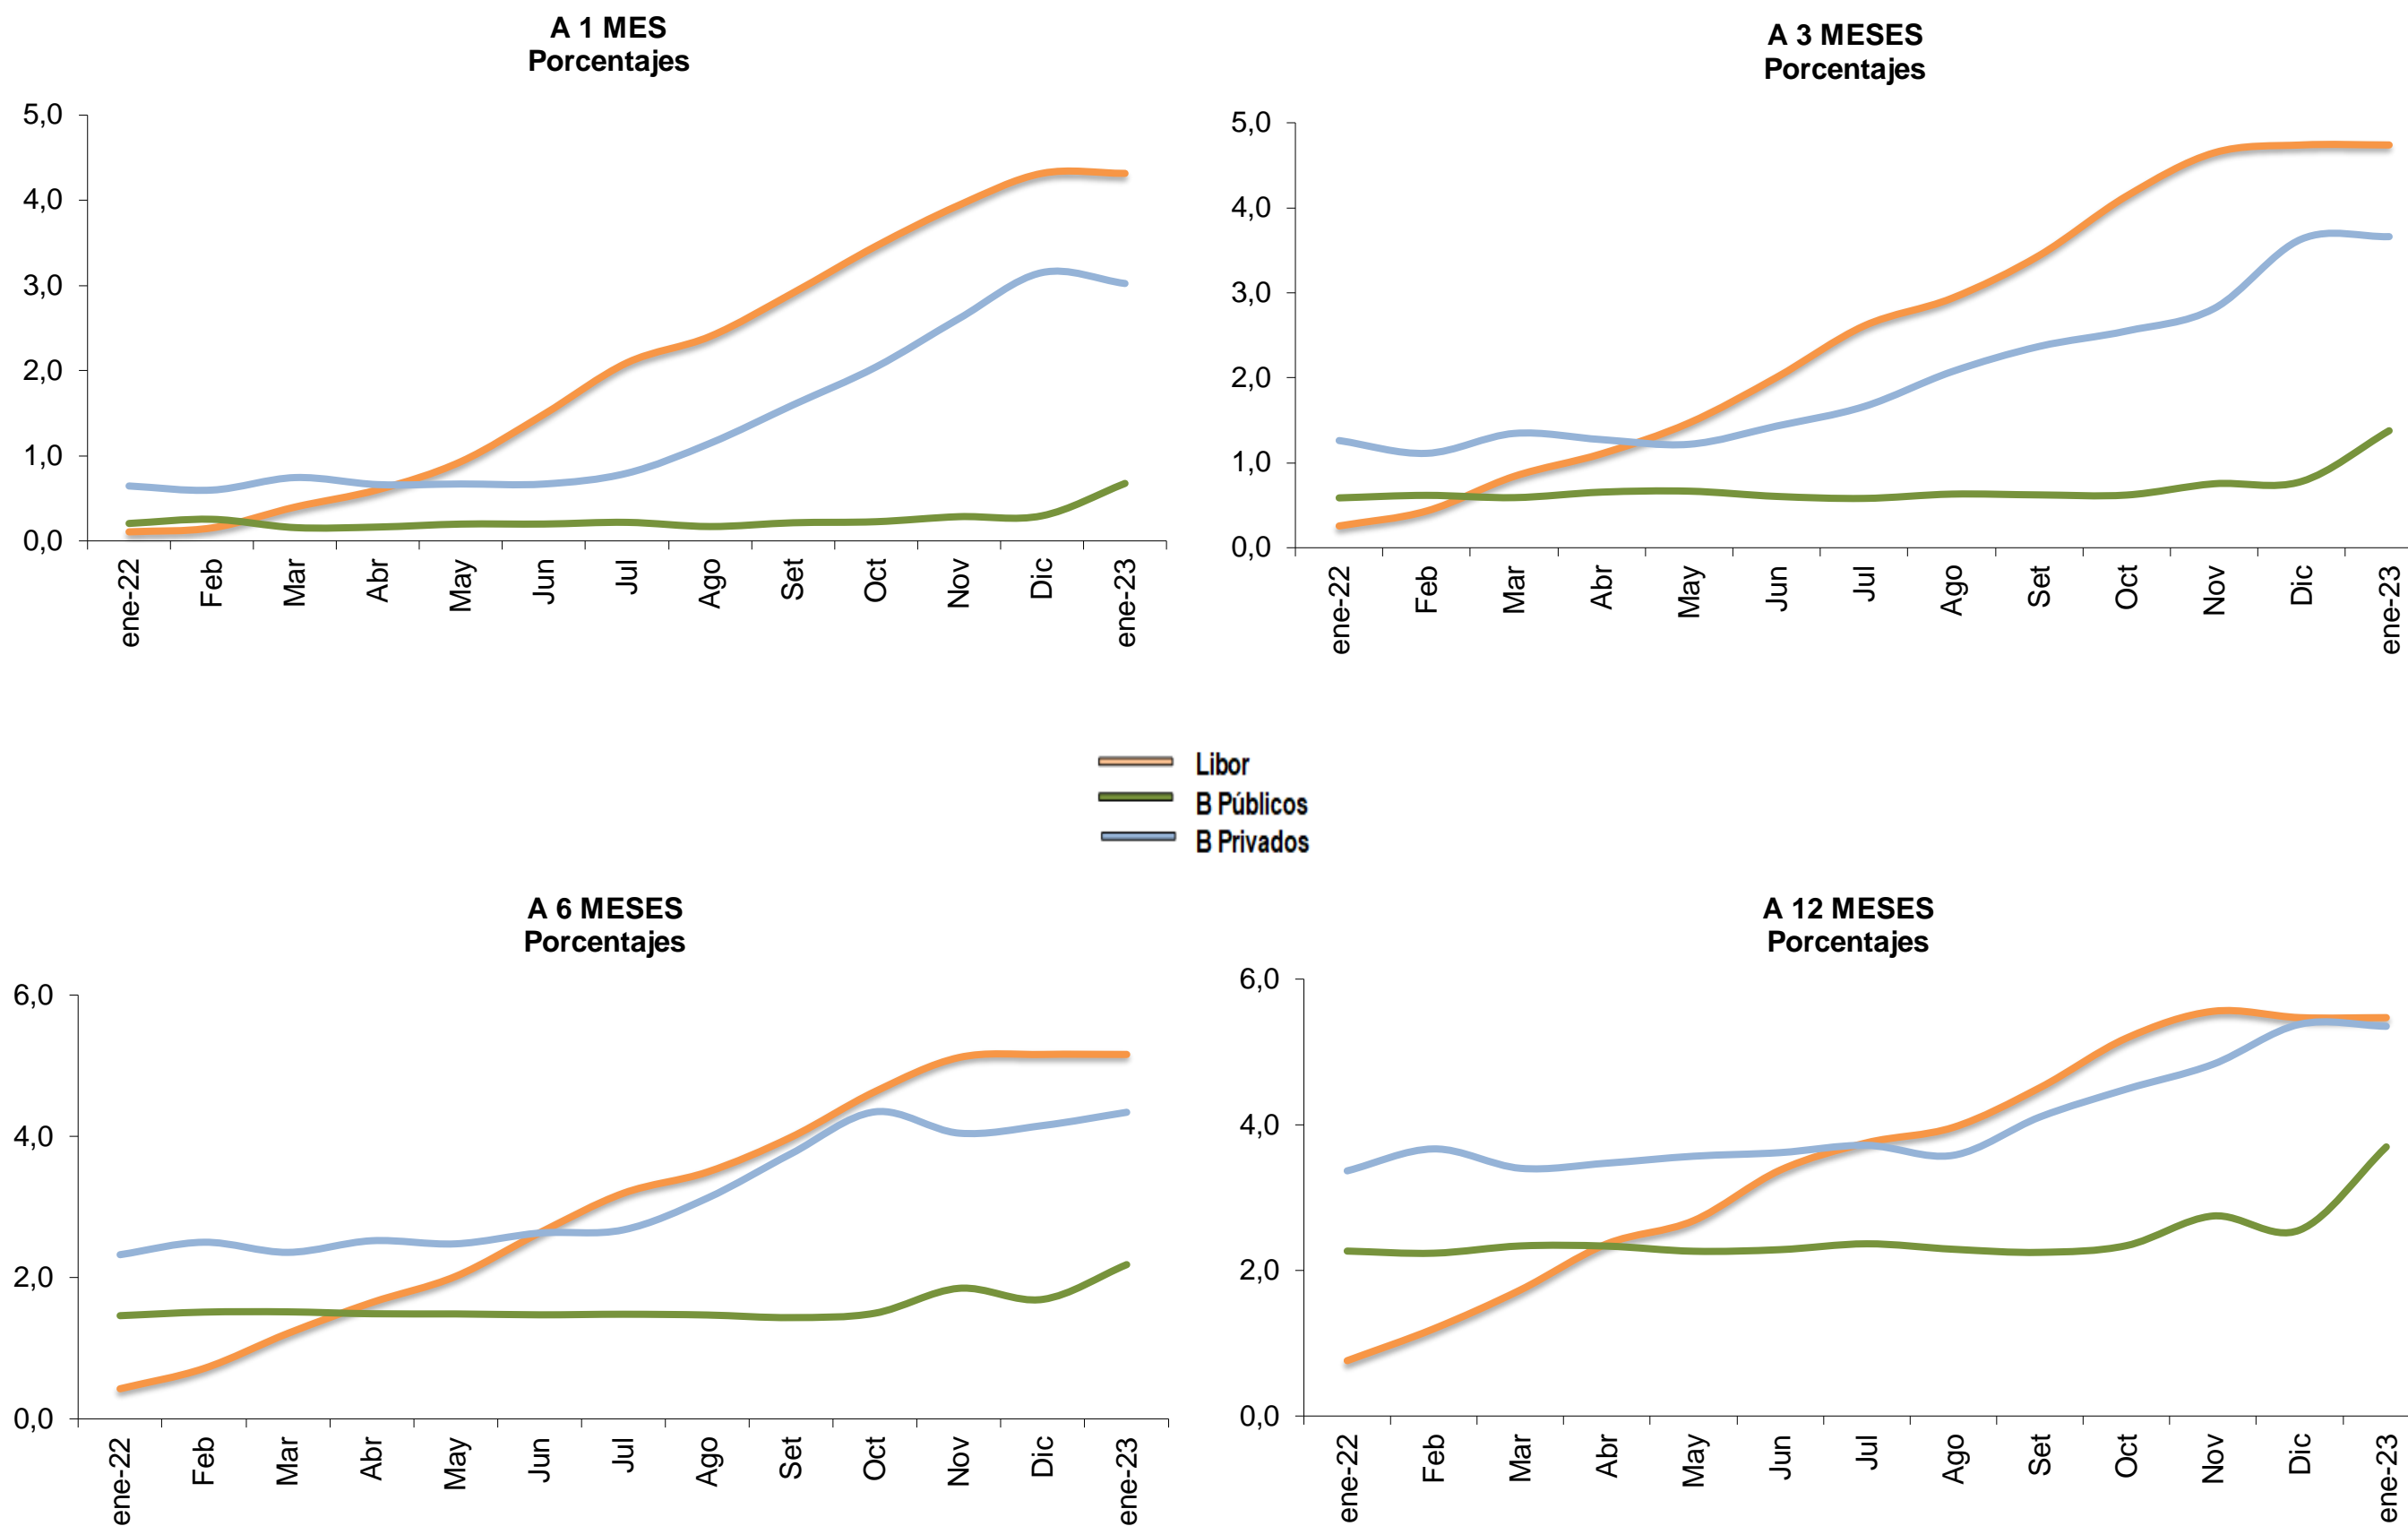 A 1 MES
Porcentajes
5,0
4,0
3,0
2,0
1,0
0,0
ene-22
Feb
Mar
Abr
May
Jun
Jul
Ago
Set
Oct
Nov
Dic
ene-23
A 3 MESES
Porcentajes
5,0
4,0
3,0
2,0
1,0
0,0
ene-22
Feb
Mar
Abr
May
Jun
Jul
Ago
Set
Oct
Nov
Dic
ene-23
Libor
B Públicos
B Privados
A 6 MESES
Porcentajes
6,0
4,0
2,0
0,0
ene-22
Feb
Mar
Abr
May
Jun
Jul
Ago
Set
Oct
Nov
Dic
ene-23
A 12 MESES
Porcentajes
6,0
4,0
2,0
0,0
ene-22
Feb
Mar
Abr
May
Jun
Jul
Ago
Set
Oct
Nov
Dic
ene-23